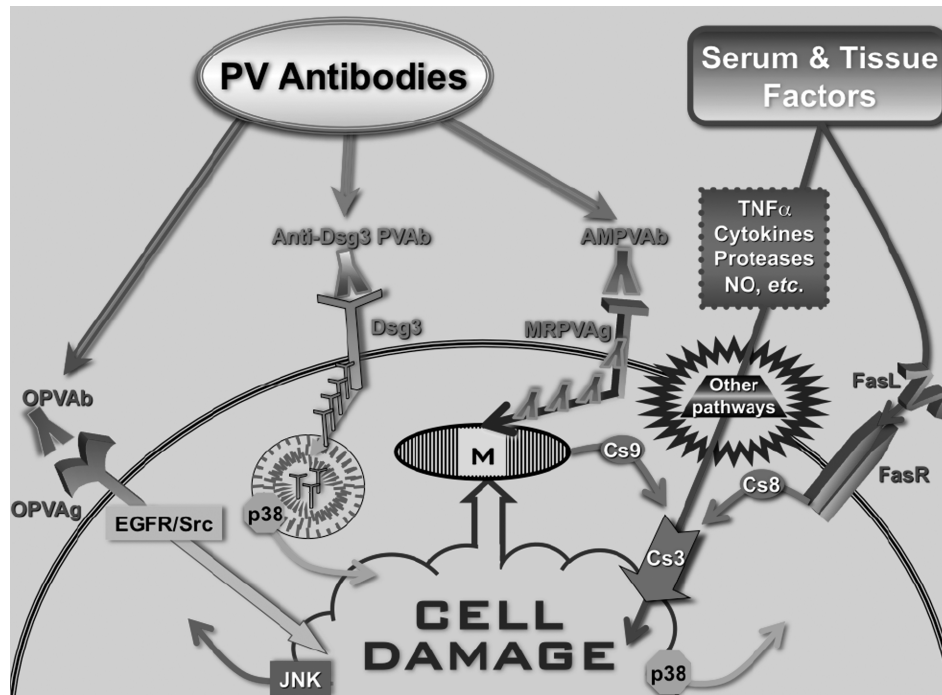 PV Antibodies
Serum & Tissue
Factors
TNFα
Cytokines
Proteases
NO, etc.
Anti-Dsg3 PVAb
AMPVAb
Dsg3
MRPVAg
Other
pathways
FasL
FasR
OPVAb
OPVAg
EGFR/Src
p38
M
Cs9
Cs8
Cs3
CELL
DAMAGE
JNK
p38